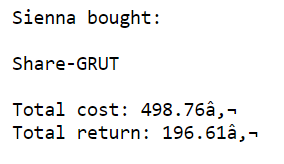 Sienna bought:
Share-GRUT
Total cost: 498.76â‚¬
Total return: 196.61â‚¬